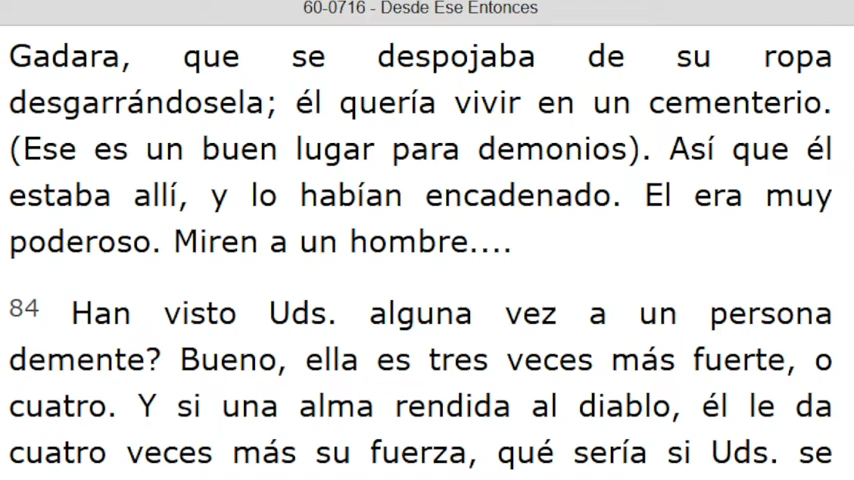 60-0716 - Desde Ese Entonces
Gadara, que se despojaba de su ropa
desgarrándosela; él quería vivir en un cementerio.
(Ese es un buen lugar para demonios). Así que él
estaba allí, y lo habían encadenado. El era muy
poderoso. Miren a un hombre....
84 Han visto Uds. alguna vez a un persona
demente? Bueno, ella es tres veces más fuerte, o
cuatro. Y si una alma rendida al diablo, él le da
cuatro veces más su fuerza, qué sería si Uds. se